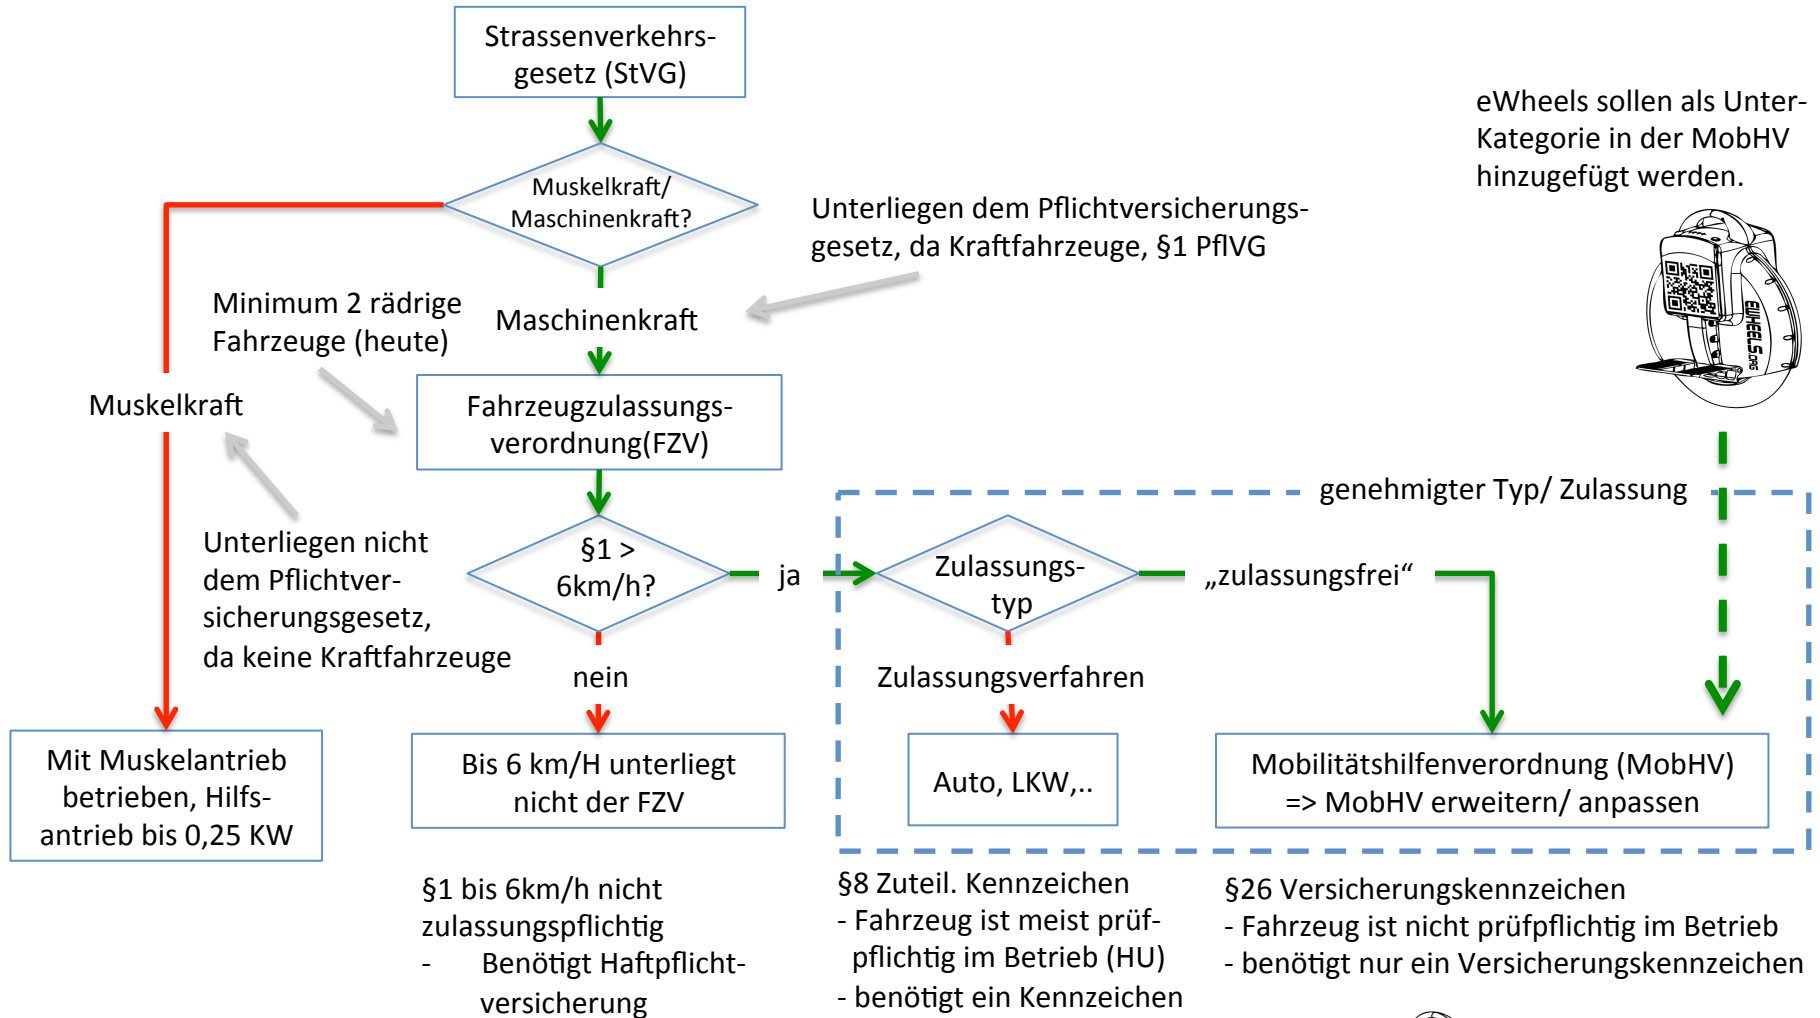 Strassenverkehrs-
gesetz (StVG)
eWheels sollen als Unter-
Kategorie in der MobHV
hinzugefügt werden.
Muskelkraft/
Maschinenkraft?
Unterliegen dem Pflichtversicherungs-
gesetz, da Kraftfahrzeuge, §1 PflVG
Minimum 2 rädrige
Fahrzeuge (heute)
Maschinenkraft
EWHEELS.ORG
Muskelkraft
Fahrzeugzulassungs-
verordnung(FZV)
genehmigter Typ/ Zulassung
Unterliegen nicht
dem Pflichtver-
sicherungsgesetz,
da keine Kraftfahrzeuge
§1 >
6km/h?
ja
Zulassungs-
typ
„zulassungsfrei“
nein
Zulassungsverfahren
Mit Muskelantrieb
betrieben, Hilfs-
antrieb bis 0,25 KW
Bis 6 km/H unterliegt
nicht der FZV
Auto, LKW,..
Mobilitätshilfenverordnung (MobHV)
=> MobHV erweitern/ anpassen
§1 bis 6km/h nicht
zulassungspflichtig
- Benötigt Haftpflicht-
versicherung
§8 Zuteil. Kennzeichen
- Fahrzeug ist meist prüf-
pflichtig im Betrieb (HU)
- benötigt ein Kennzeichen
§26 Versicherungskennzeichen
- Fahrzeug ist nicht prüfpflichtig im Betrieb
- benötigt nur ein Versicherungskennzeichen